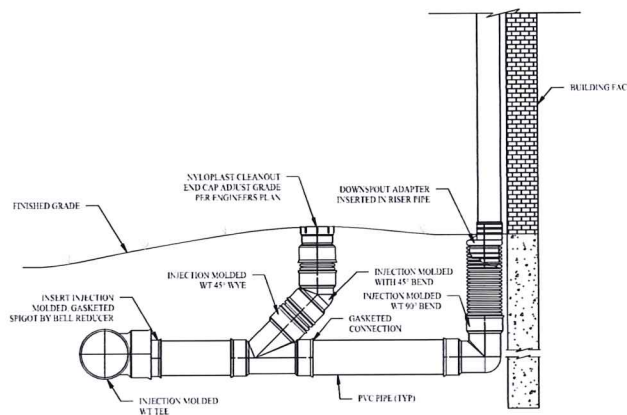 BUILDING FAC
NYLOPLAST CLEANOUT
END CAP ADJUST GRADE
PER ENGINEERS PLAN
DOWNSPOUT ADAPTER
INSERTED IN RISER PIPE
FINISHED GRADE
INJECTION MOLDED
WT 45° WYE
INJECTION MOLDED
WITH 45° BEND
INSERT INJECTION
MOLDED, GASKETED
SPIGOT BY BELL REDUCER
INJECTION MOLDED
WT 90° BEND
GASKETED
CONNECTION
INJECTION MOLDED
WT TEE
PVC PIPE (TYP)